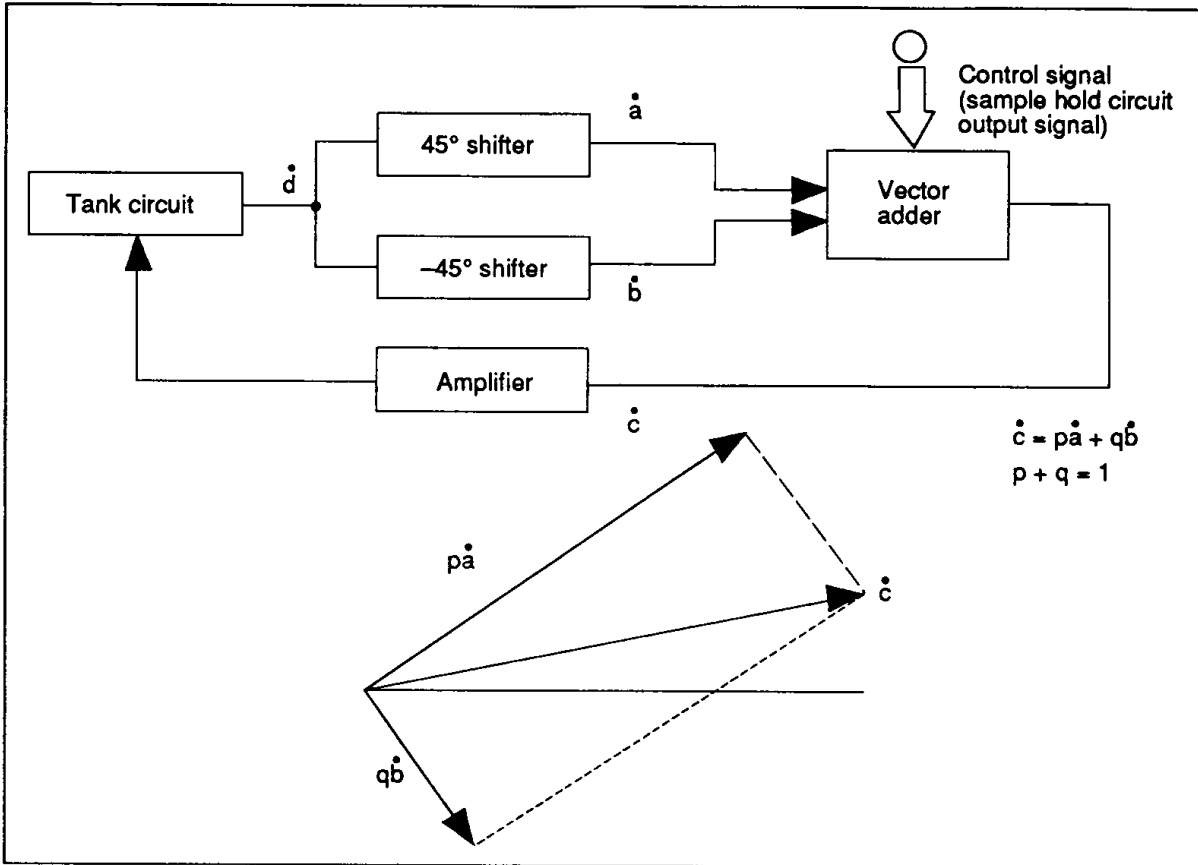 Control signal
(sample hold circuit
output signal)
ȧ
45° shifter
ḋ
Tank circuit
Vector
adder
–45° shifter
ḃ
Amplifier
ċ
ċ = pȧ + qḃ
p + q = 1
pȧ
ċ
qḃ